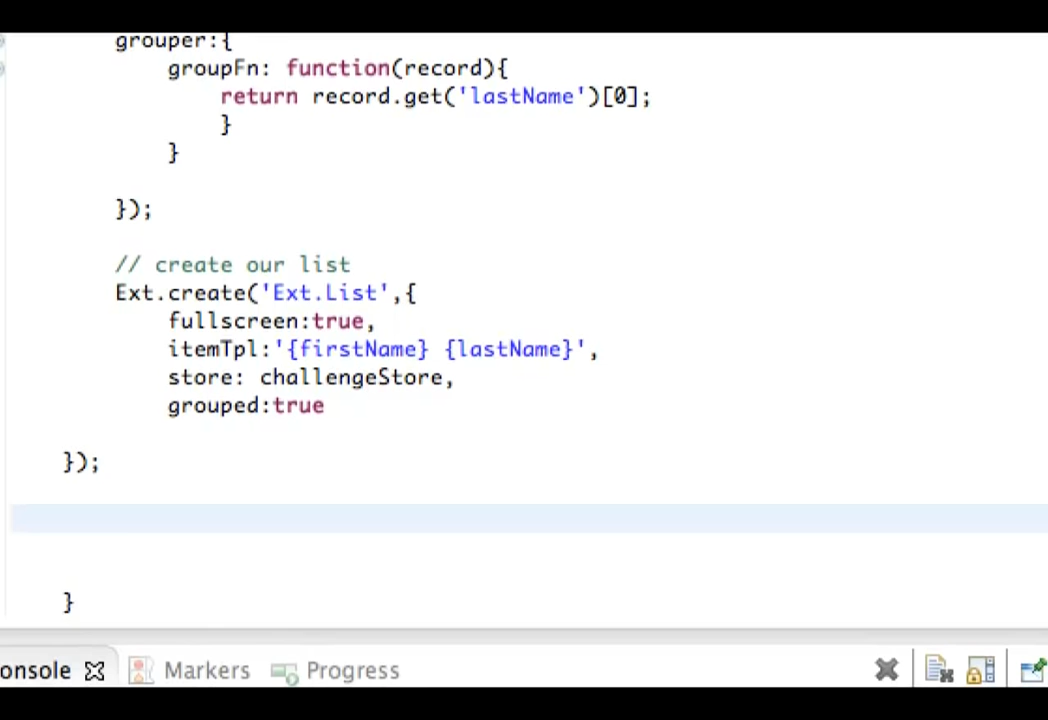 grouper:{
groupFn: function(record){
return record.get('lastName')[0];
}
}
});
// create our list
Ext.create('Ext.List',{
fullscreen:true,
itemTpl:'{firstName} {lastName}',
store: challengeStore,
grouped:true
});
}
onsole Markers Progress